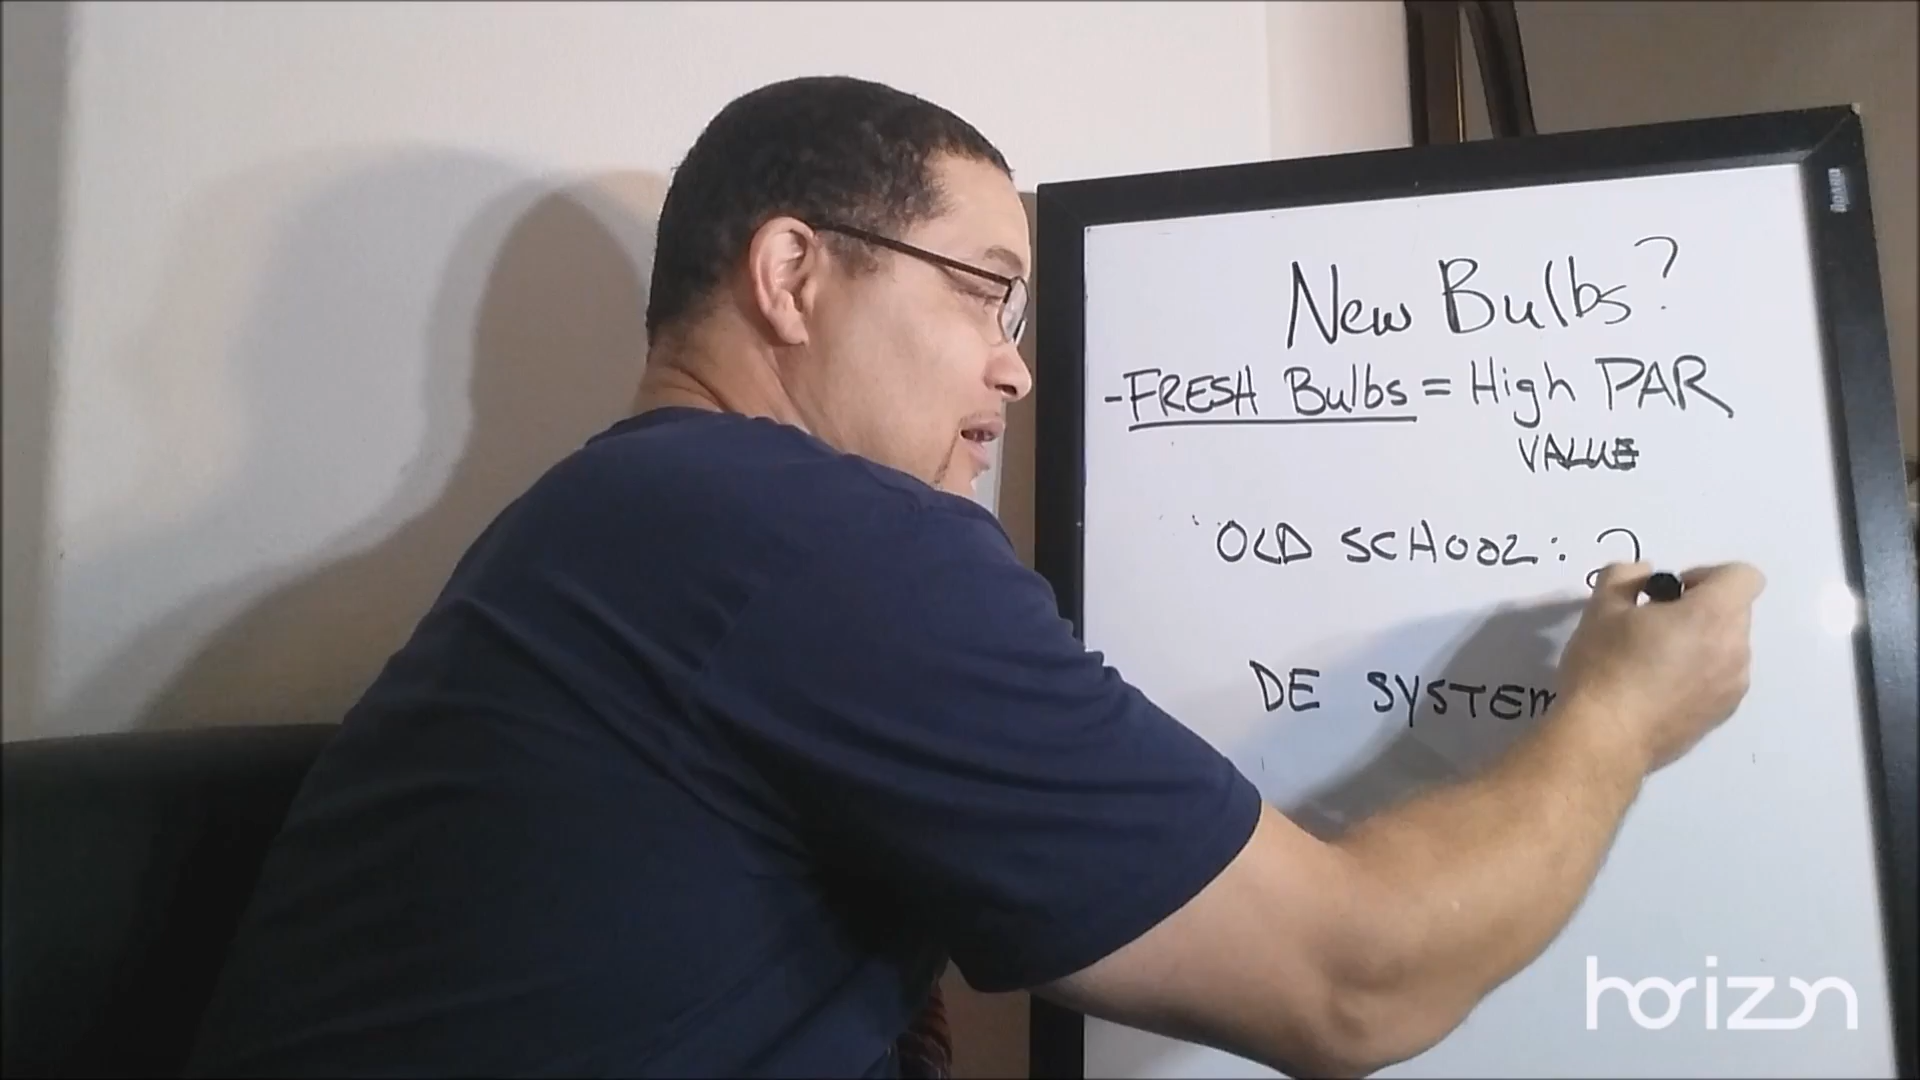 New Bulbs?
-FRESH Bulbs = High PAR
VALUE
OLD SCHOOL: 2
DE SYSTEM
horizon